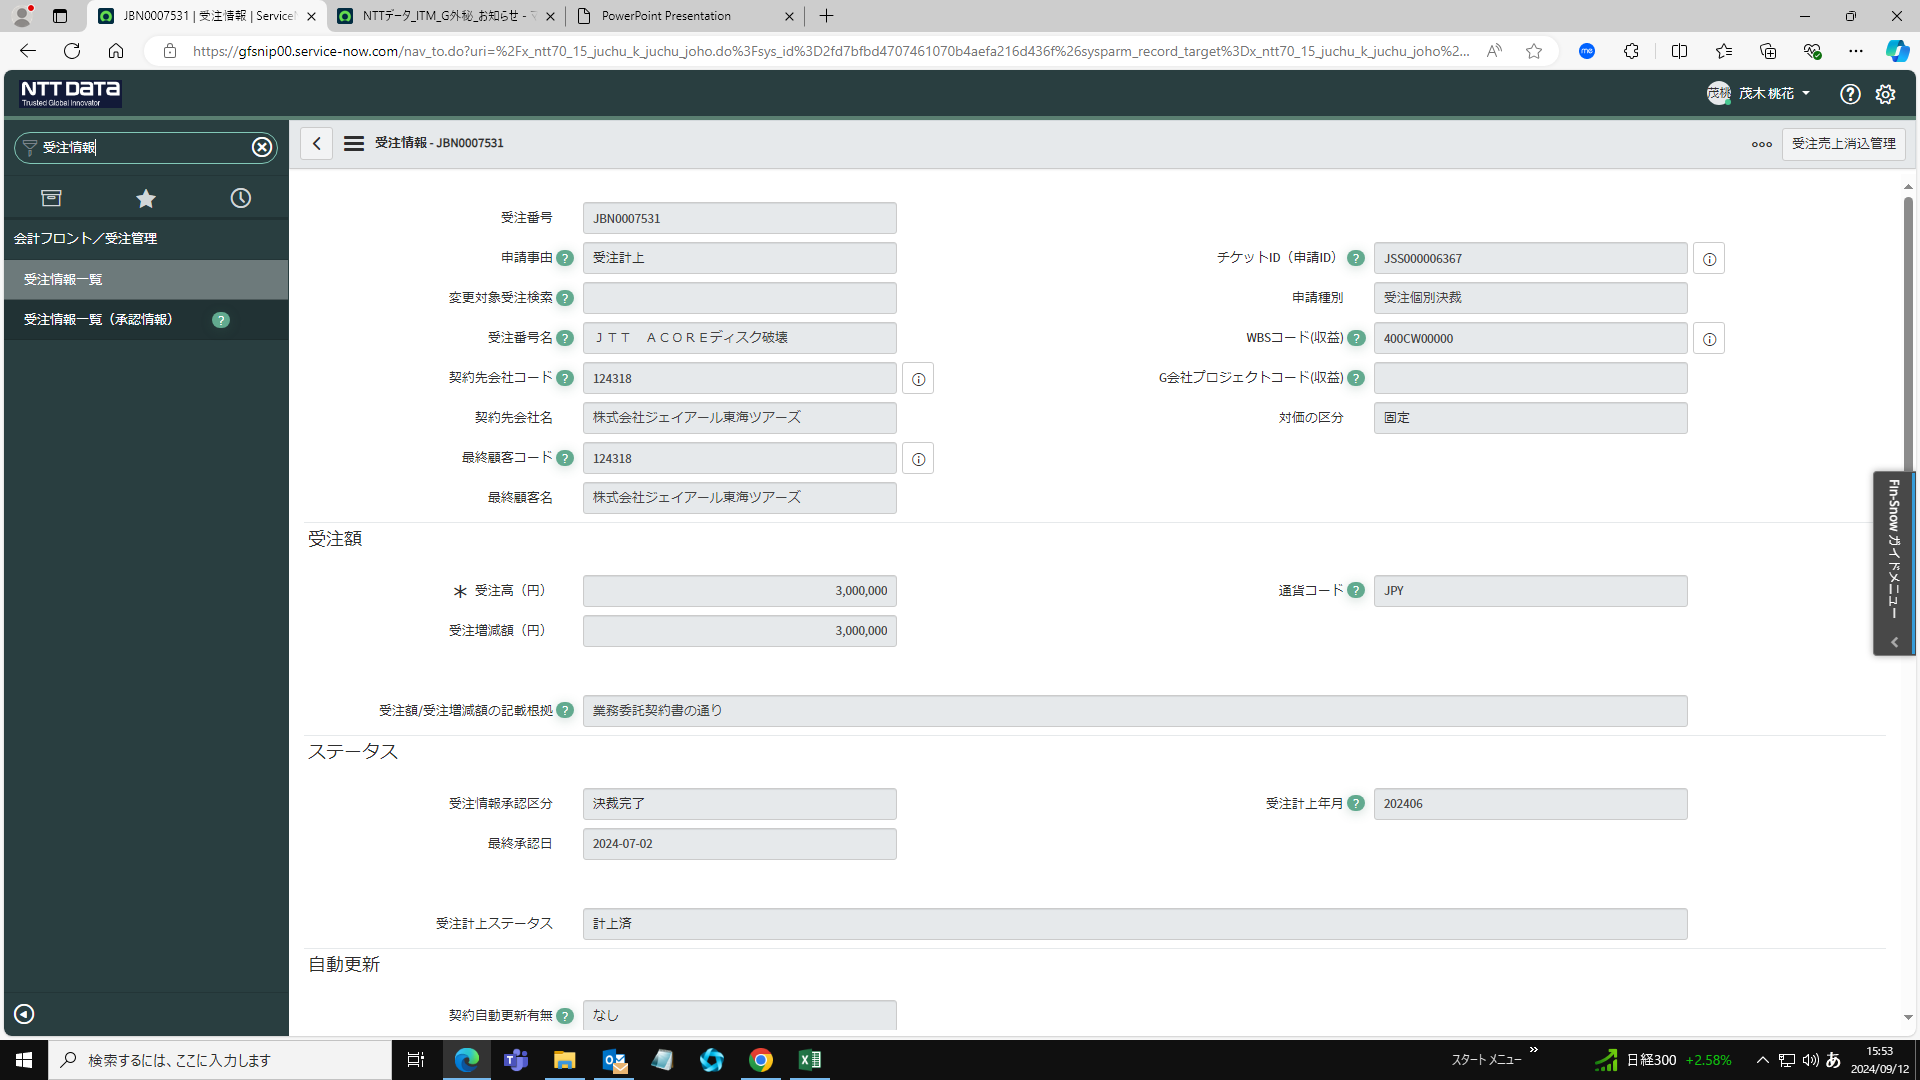 JBN0007531 | 受注情報 | Service
NTTデータ_ITM_G外秘_お知らせ - マ
PowerPoint Presentation
https://gfsnip00.service-now.com/nav_to.do?uri=%2Fx_ntt70_15_juchu_k_juchu_joho.do%3Fsys_id%3D2fd7bfbd4707461070b4aefa216d436f%26sysparm_record_target%3Dx_ntt70_15_juchu_k_juchu_joho%2...
NTT DATA
Trusted Global Innovator
茂桃
茂木 桃花
受注情報
受注情報 - JBN0007531
受注売上消込管理
会計フロント／受注管理
受注情報一覧
受注情報一覧（承認情報）
受注番号 JBN0007531
申請事由 受注計上
チケットID（申請ID） JSS000006367
変更対象受注検索
申請種別 受注個別決裁
受注番号名 ＪＴＴ　ＡＣＯＲＥディスク破壊
WBSコード(収益) 400CW00000
契約先会社コード 124318
G会社プロジェクトコード(収益)
契約先会社名 株式会社ジェイアール東海ツアーズ
対価の区分 固定
最終顧客コード 124318
最終顧客名 株式会社ジェイアール東海ツアーズ
受注額
＊ 受注高（円） 3,000,000
通貨コード JPY
受注増減額（円） 3,000,000
受注額/受注増減額の記載根拠 業務委託契約書の通り
ステータス
受注情報承認区分 決裁完了
受注計上年月 202406
最終承認日 2024-07-02
受注計上ステータス 計上済
自動更新
契約自動更新有無 なし
Fin-Snow ガイドメニュー
検索するには、ここに入力します
スタート メニュー
日経300 +2.58%
あ
15:53
2024/09/12